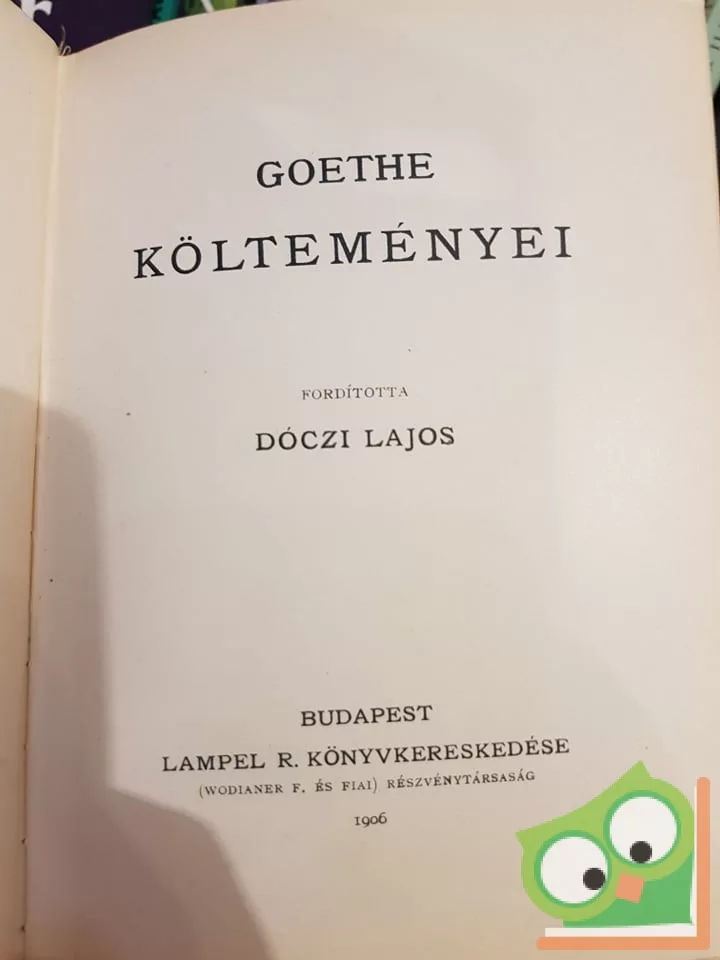 GOETHE
KÖLTEMÉNYEI
FORDÍTOTTA
DÓCZI LAJOS
BUDAPEST
LAMPEL R. KÖNYVKERESKEDÉSE
(WODIANER F. ÉS FIAI) RÉSZVÉNYTÁRSASÁG
1906